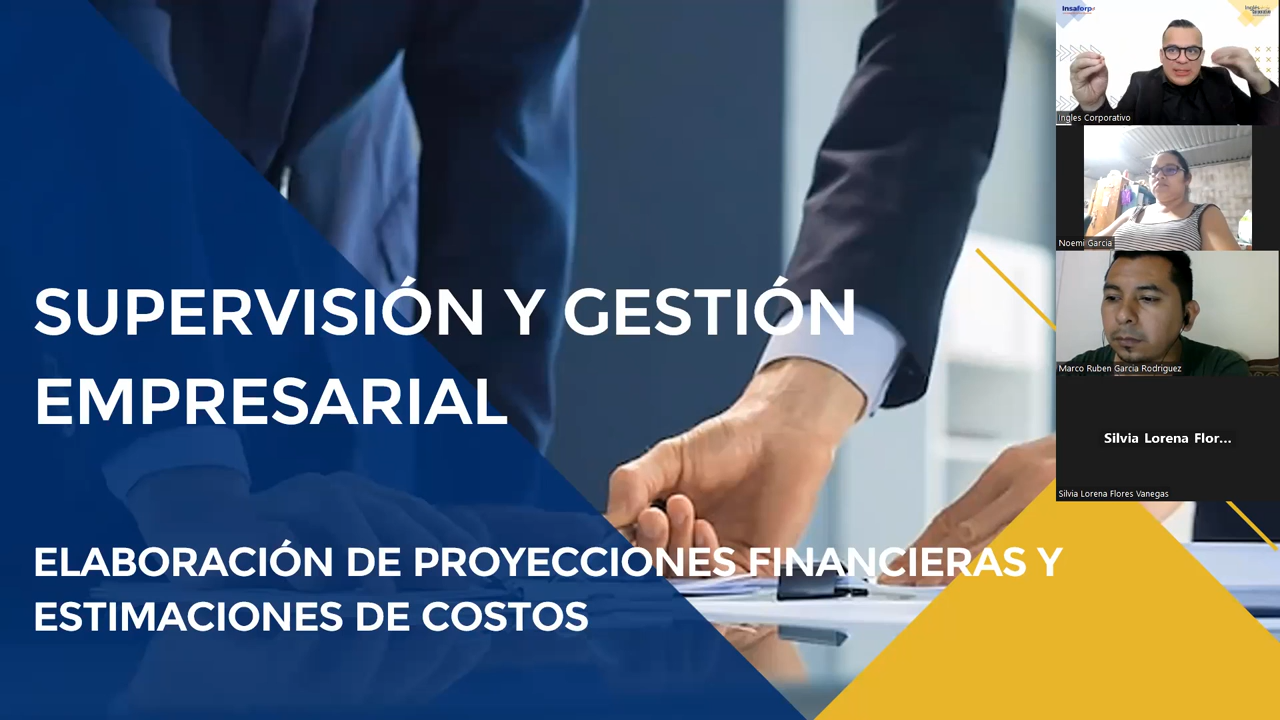 SUPERVISIÓN Y GESTIÓN
EMPRESARIAL
ELABORACIÓN DE PROYECCIONES FINANCIERAS Y
ESTIMACIONES DE COSTOS
Insaforp
Ingles Corporativo
Noemi Garcia
Marco Ruben Garcia Rodriguez
Silvia Lorena Flor...
Silvia Lorena Flores Vanegas